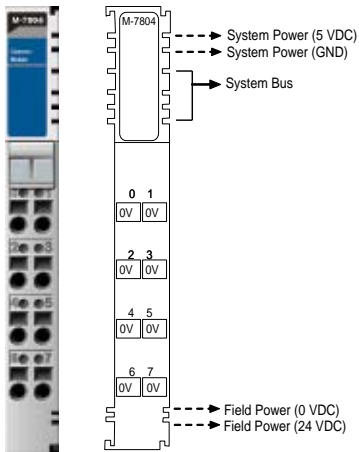 M-7804
M-7804
System Power (5 VDC)
System Power (GND)
System Bus
0 1
0V 0V
2 3
0V 0V
4 5
0V 0V
6 7
0V 0V
Field Power (0 VDC)
Field Power (24 VDC)